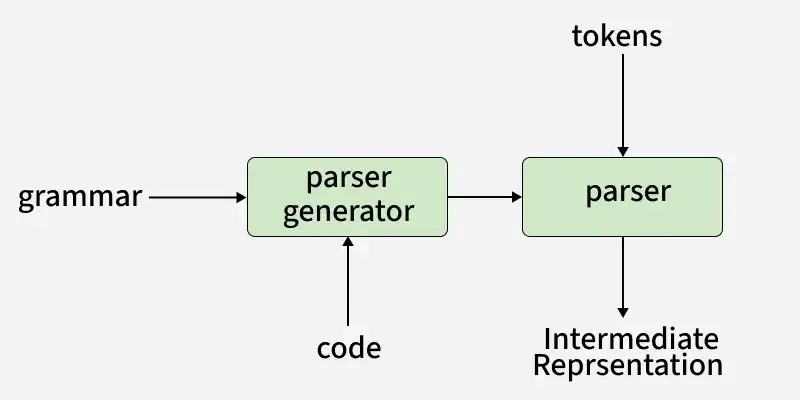 tokens
grammar
parser
generator
parser
code
Intermediate
Reprsentation